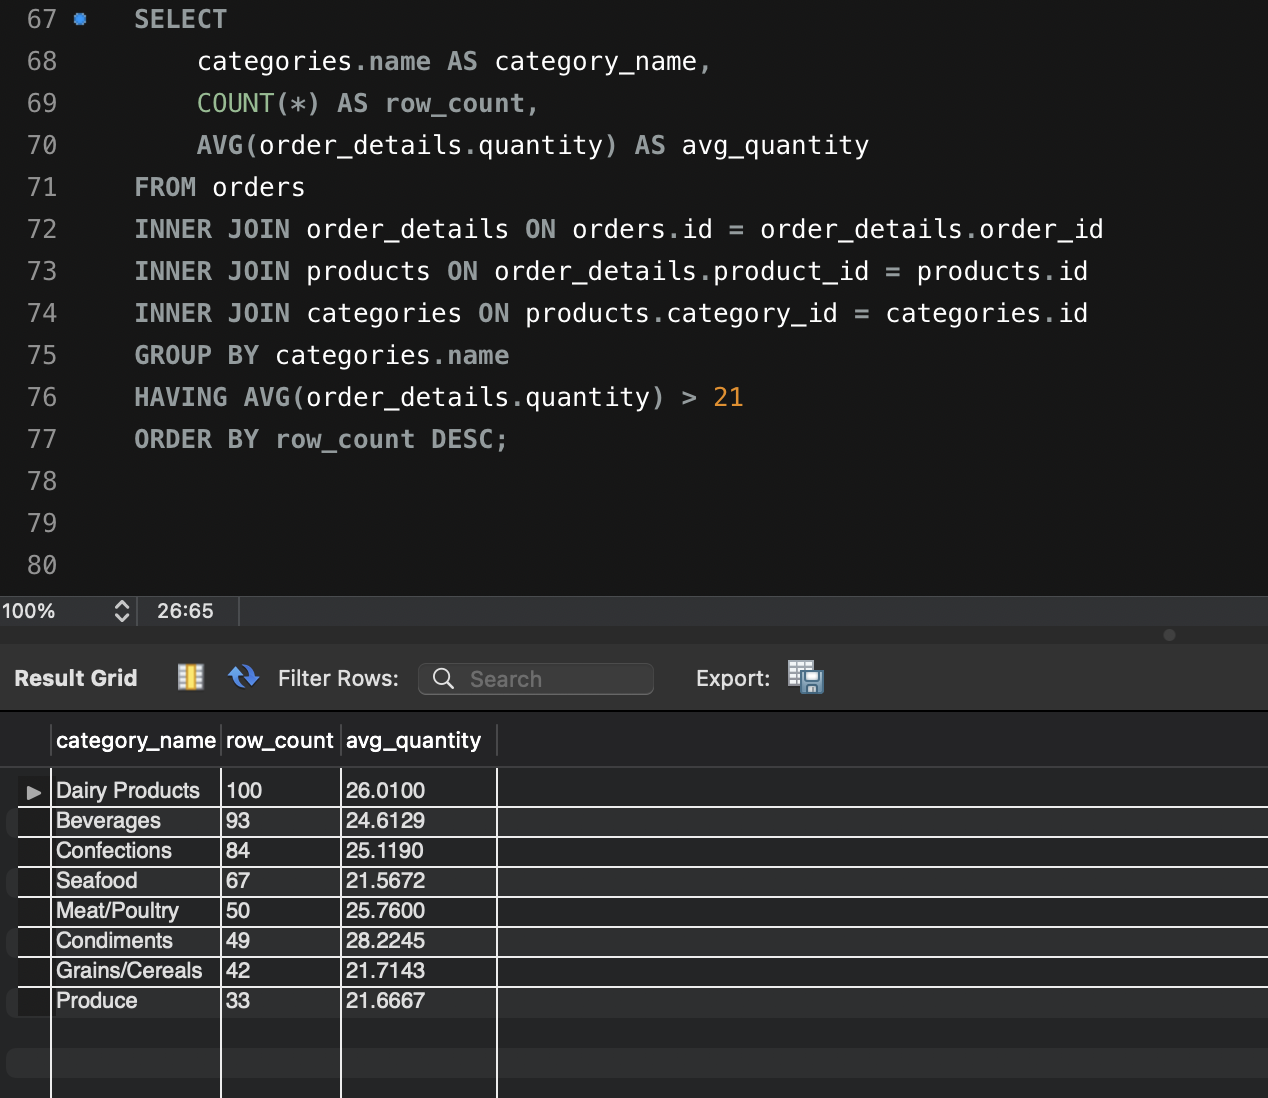 67 SELECT
68 categories.name AS category_name,
69 COUNT(*) AS row_count,
70 AVG(order_details.quantity) AS avg_quantity
71 FROM orders
72 INNER JOIN order_details ON orders.id = order_details.order_id
73 INNER JOIN products ON order_details.product_id = products.id
74 INNER JOIN categories ON products.category_id = categories.id
75 GROUP BY categories.name
76 HAVING AVG(order_details.quantity) > 21
77 ORDER BY row_count DESC;
78
79
80
100% 26:65
Result Grid Filter Rows: Search Export:
category_name row_count avg_quantity
Dairy Products 100 26.0100
Beverages 93 24.6129
Confections 84 25.1190
Seafood 67 21.5672
Meat/Poultry 50 25.7600
Condiments 49 28.2245
Grains/Cereals 42 21.7143
Produce 33 21.6667